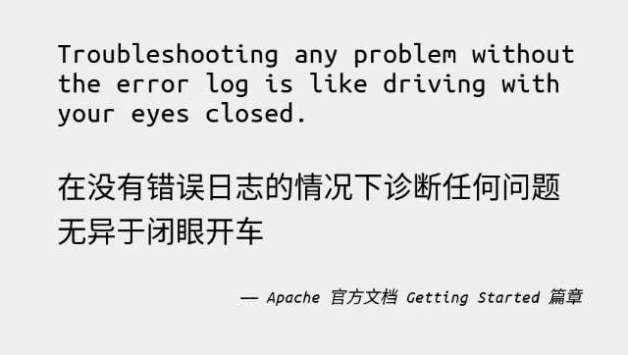 Troubleshooting any problem without
the error log is like driving with
your eyes closed.
在没有错误日志的情况下诊断任何问题
无异于闭眼开车
— Apache 官方文档 Getting Started 篇章